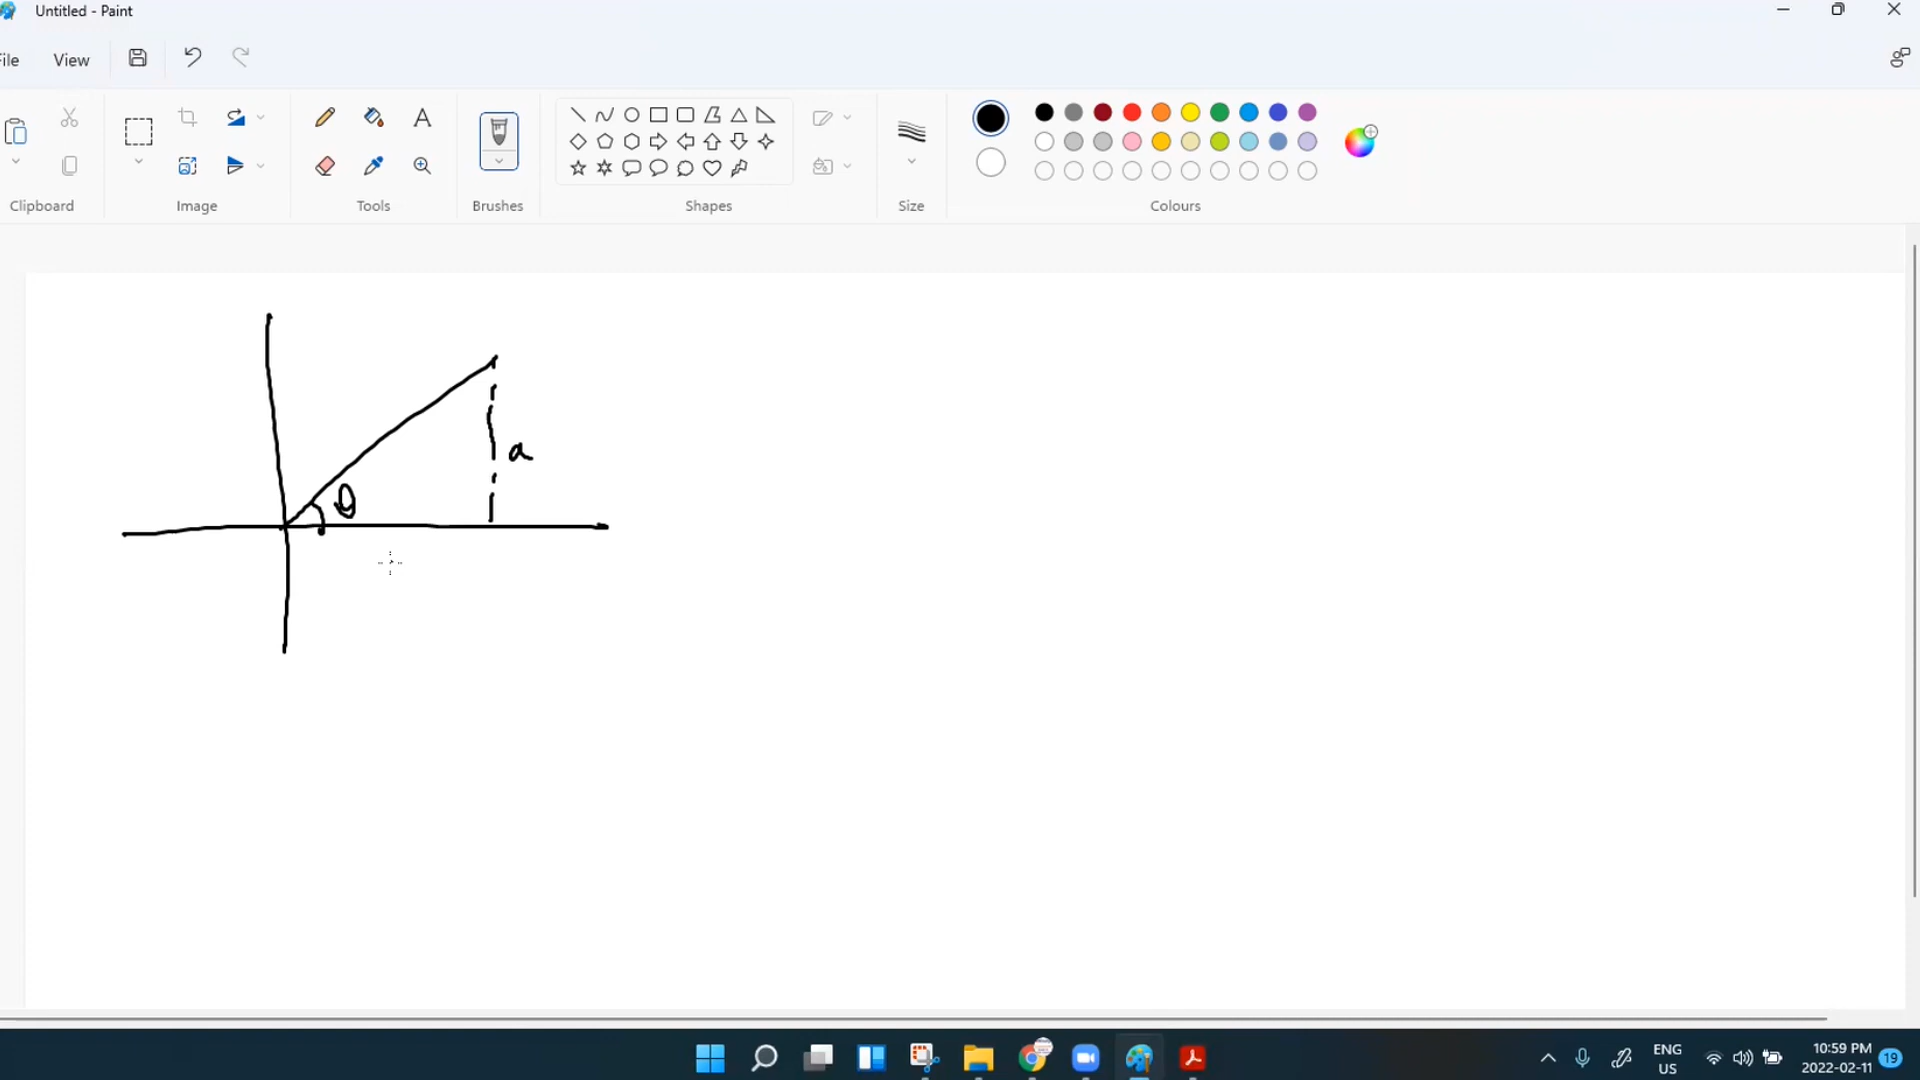 Untitled - Paint
File View
Clipboard
Image
Tools
Brushes
Shapes
Size
Colours
a
θ
ENG
US
10:59 PM
2022-02-11
19